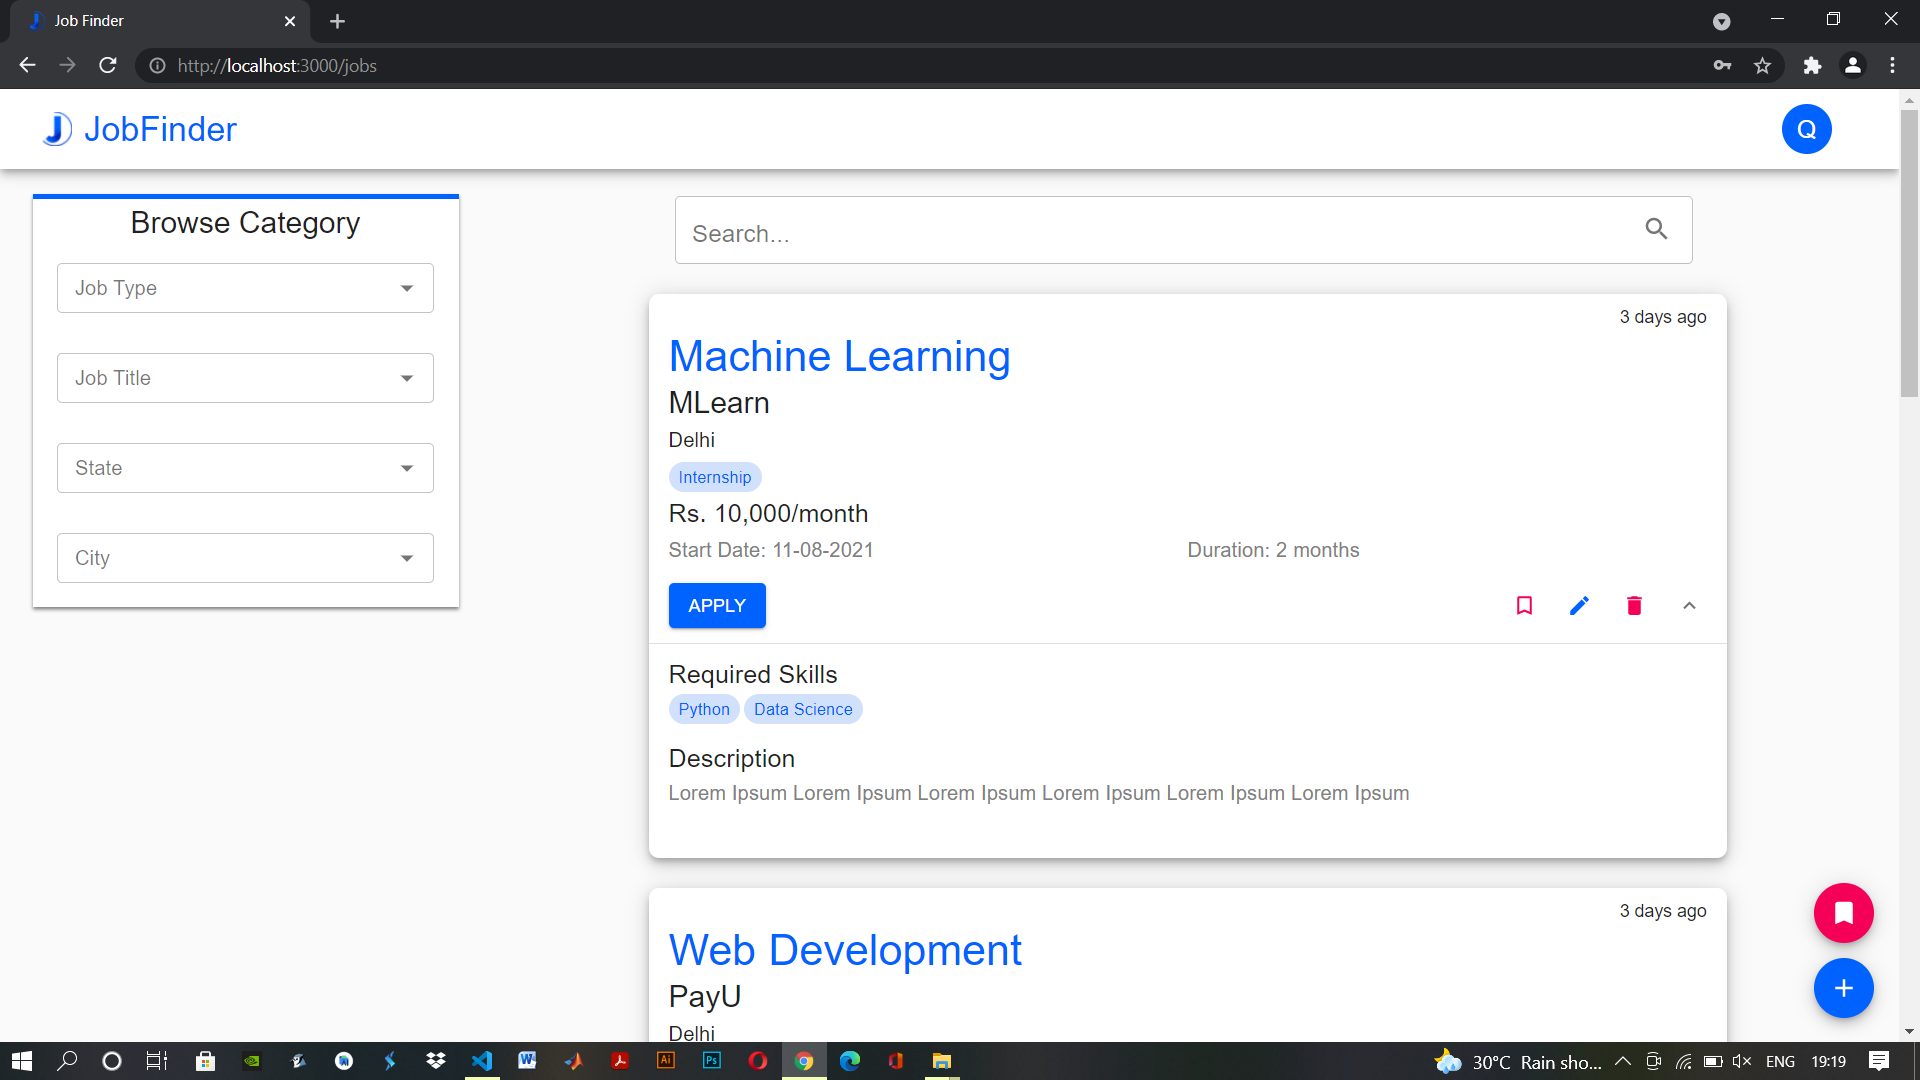 Job Finder
http://localhost:3000/jobs
JobFinder
Q
Browse Category
Job Type
Job Title
State
City
Search...
3 days ago
Machine Learning
MLearn
Delhi
Internship
Rs. 10,000/month
Start Date: 11-08-2021 Duration: 2 months
APPLY
Required Skills
Python Data Science
Description
Lorem Ipsum Lorem Ipsum Lorem Ipsum Lorem Ipsum Lorem Ipsum Lorem Ipsum
3 days ago
Web Development
PayU
Delhi
30°C Rain sho... ENG 19:19